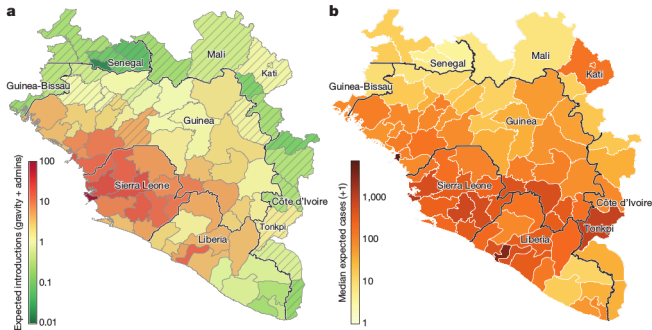 a
Senegal
Mali
Kati
Guinea-Bissau
Guinea
Sierra Leone
Côte d'Ivoire
Tonkpi
Liberia
Expected introductions (gravity + admins)
100
10
1
0.1
0.01
b
Senegal
Mali
Kati
Guinea-Bissau
Guinea
Sierra Leone
Côte d'Ivoire
Tonkpi
Liberia
Median expected cases (+1)
1,000
100
10
1